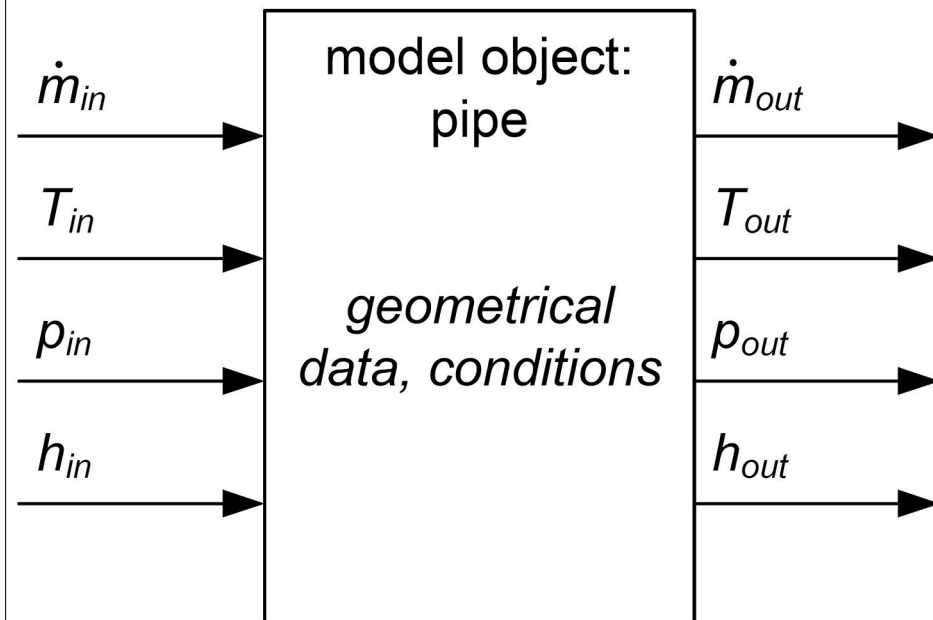 model object:
pipe
ṁin
ṁout
Tin
Tout
geometrical
data, conditions
pin
pout
hin
hout